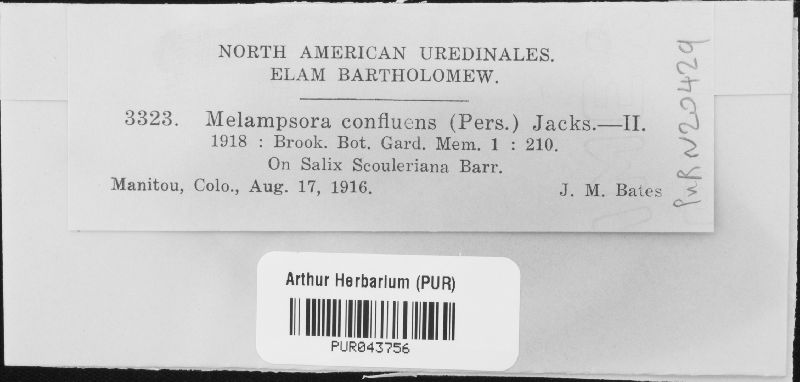 NORTH AMERICAN UREDINALES.
ELAM BARTHOLOMEW.
3323. Melampsora confluens (Pers.) Jacks.—II.
1918 : Brook. Bot. Gard. Mem. 1 : 210.
On Salix Scouleriana Barr.
Manitou, Colo., Aug. 17, 1916. J. M. Bates
PUR N20429
Arthur Herbarium (PUR)
PUR043756